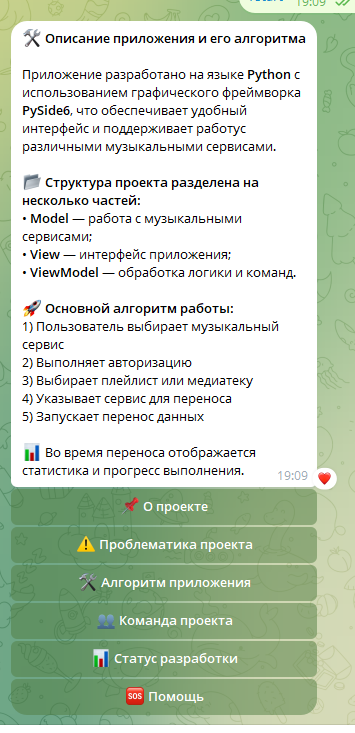 19:09
🛠 Описание приложения и его алгоритма
Приложение разработано на языке Python с
использованием графического фреймворка
PySide6, что обеспечивает удобный
интерфейс и поддерживает работус
различными музыкальными сервисами.
📂 Структура проекта разделена на
несколько частей:
• Model — работа с музыкальными
сервисами;
• View — интерфейс приложения;
• ViewModel — обработка логики и команд.
🚀 Основной алгоритм работы:
1) Пользователь выбирает музыкальный
сервис
2) Выполняет авторизацию
3) Выбирает плейлист или медиатеку
4) Указывает сервис для переноса
5) Запускает перенос данных
📊 Во время переноса отображается
статистика и прогресс выполнения.
19:09
📌 О проекте
⚠️ Проблематика проекта
🛠 Алгоритм приложения
👥 Команда проекта
📊 Статус разработки
🆘 Помощь